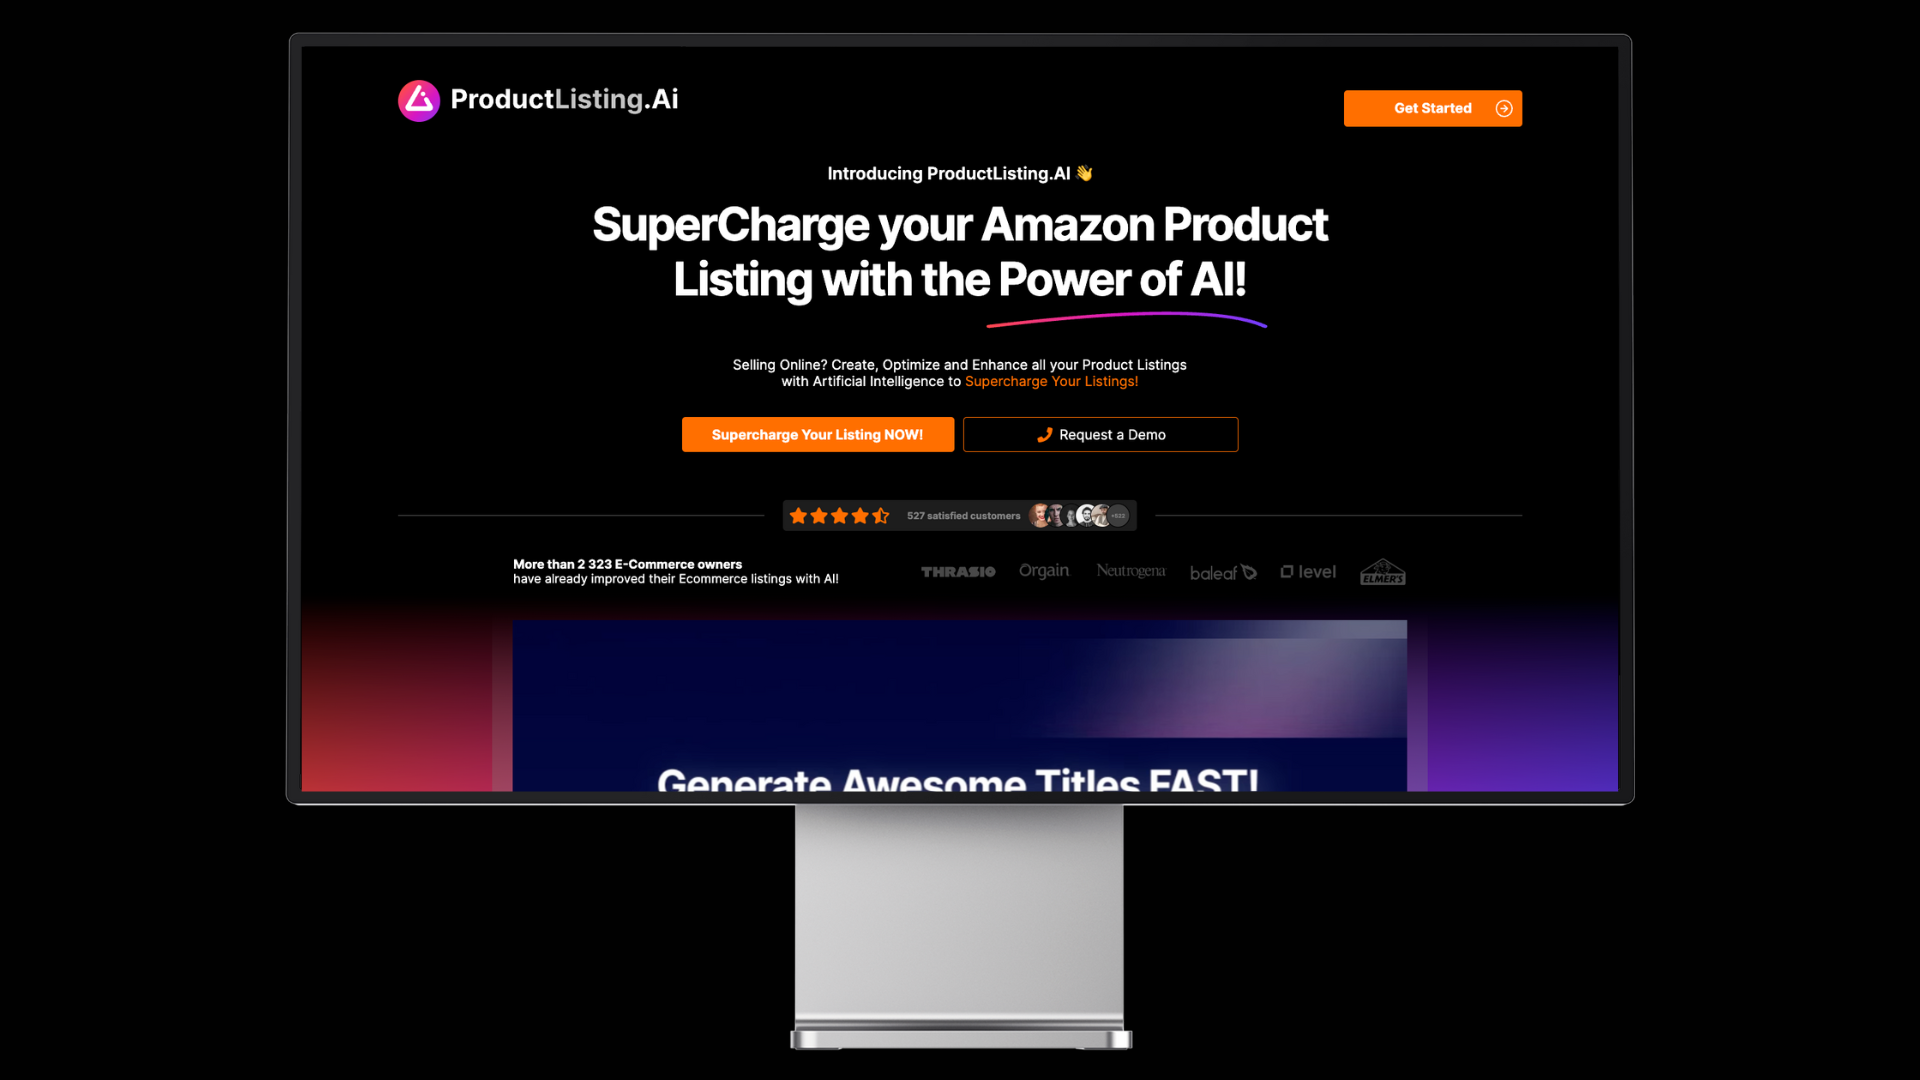 ProductListing.Ai
Get Started
Introducing ProductListing.AI 👋
SuperCharge your Amazon Product
Listing with the Power of AI!
Selling Online? Create, Optimize and Enhance all your Product Listings
with Artificial Intelligence to Supercharge Your Listings!
Supercharge Your Listing NOW!
Request a Demo
527 satisfied customers
More than 2 323 E-Commerce owners
have already improved their Ecommerce listings with AI!
THRASIO
Orgain
Neutrogena
baleaf
level
ELMER'S
Generate Awesome Titles FAST!